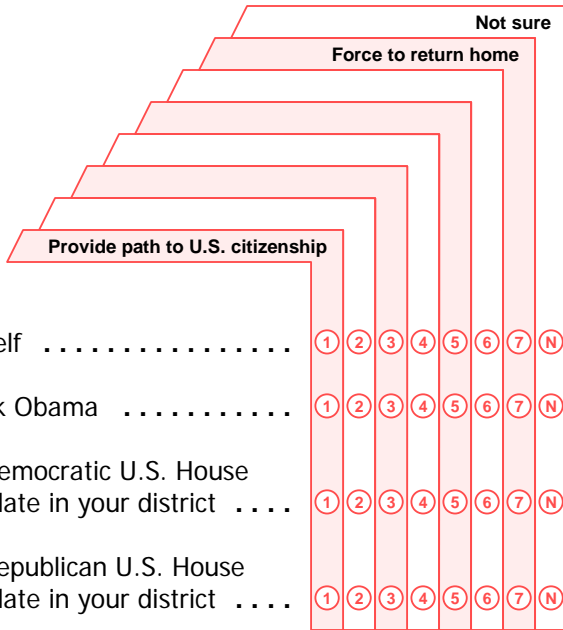 Not sure
Force to return home
Provide path to U.S. citizenship
elf . . . . . . . . . . . . . . . . 1 2 3 4 5 6 7 N
k Obama . . . . . . . . . . . 1 2 3 4 5 6 7 N
emocratic U.S. House
late in your district . . . . 1 2 3 4 5 6 7 N
epublican U.S. House
late in your district . . . . 1 2 3 4 5 6 7 N